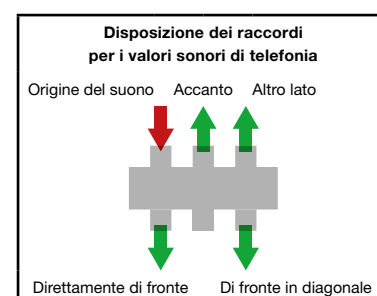 Disposizione dei raccordi
per i valori sonori di telefonia
Origine del suono Accanto Altro lato
Direttamente di fronte Di fronte in diagonale